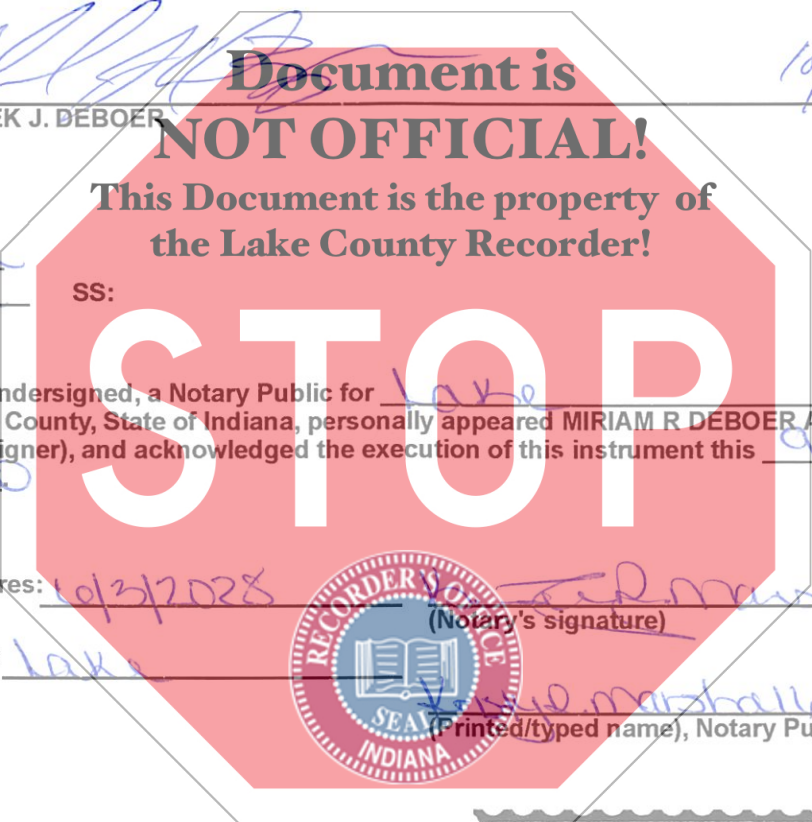 Document is
EK J. DEBOER
NOT OFFICIAL!
This Document is the property of
the Lake County Recorder!
SS:
STOP
ndersigned, a Notary Public for Lake
County, State of Indiana, personally appeared MIRIAM R DEBOER A
igner), and acknowledged the execution of this instrument this
res: 6/3/2028
(Notary's signature)
Lake
RECORDER'S OFFICE
SEAL
INDIANA
Marshall
(Printed/typed name), Notary Pu